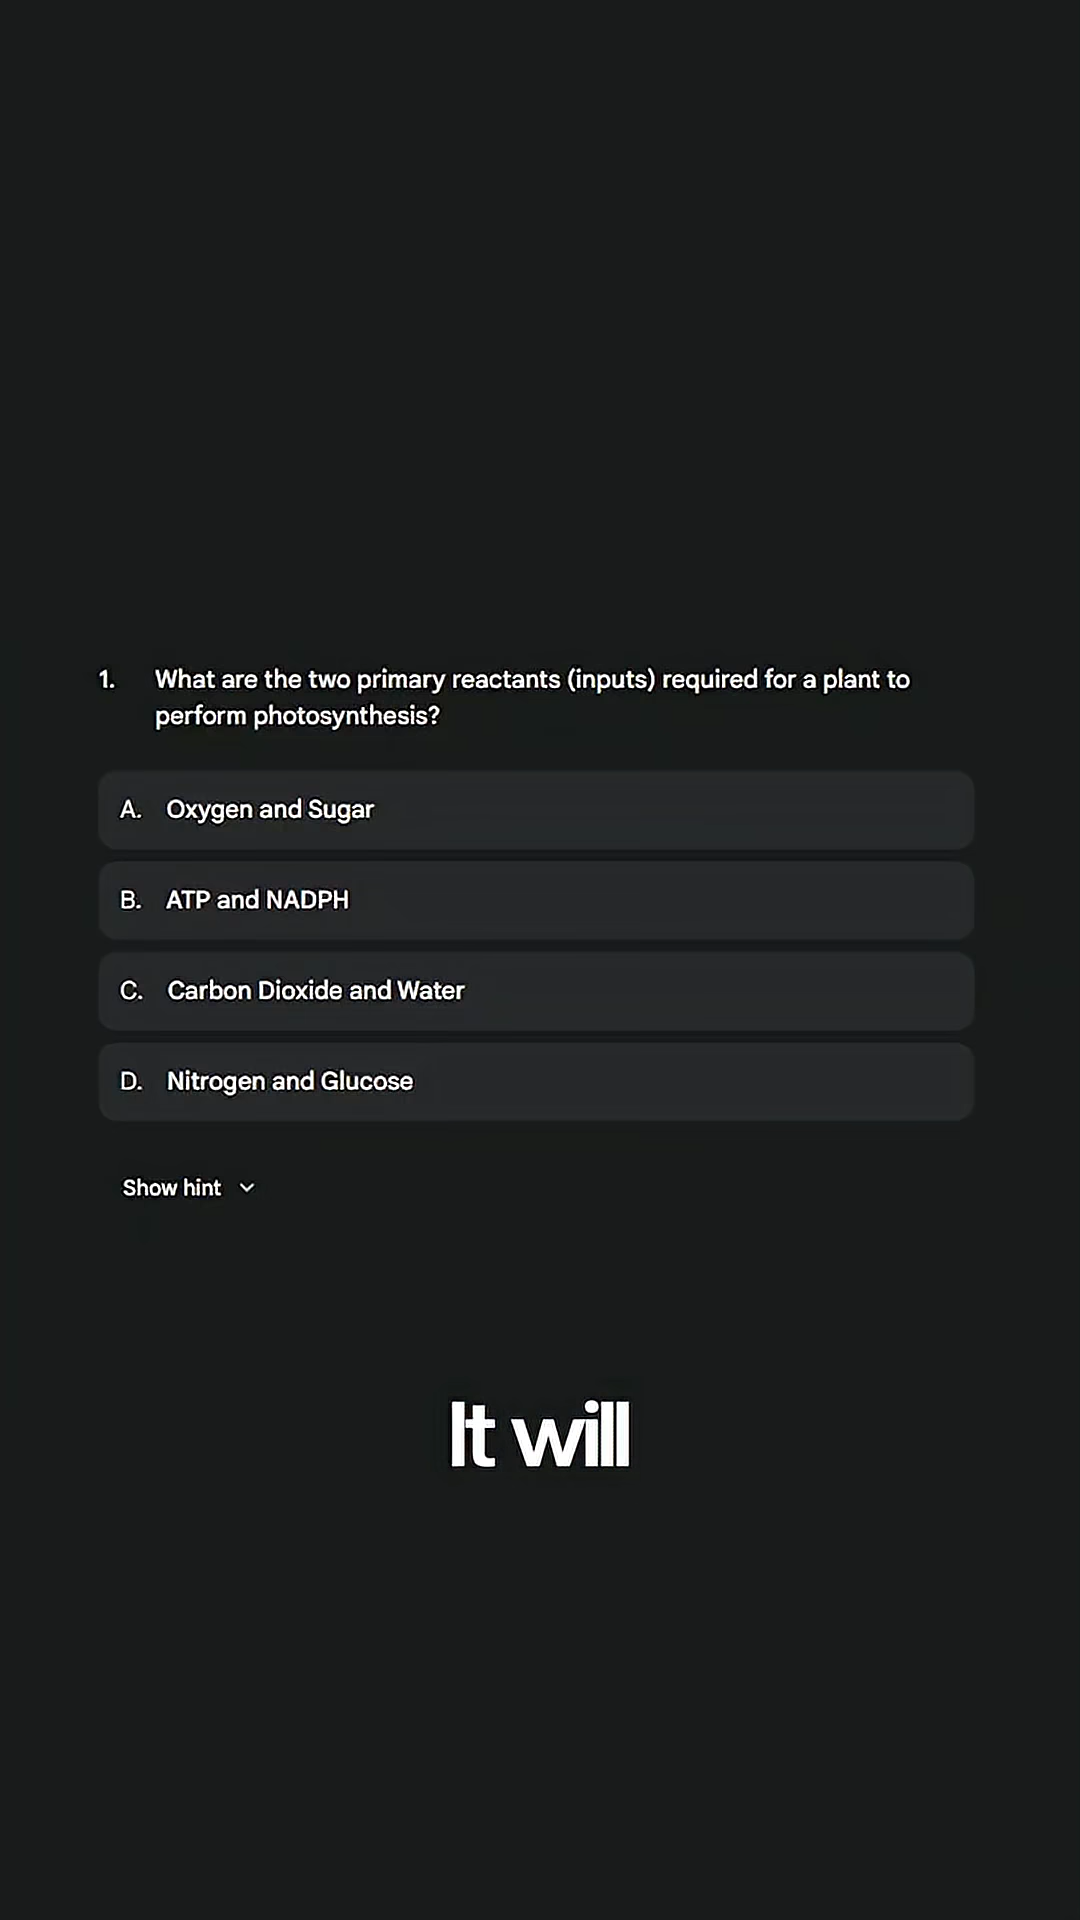 1. What are the two primary reactants (inputs) required for a plant to
perform photosynthesis?
A. Oxygen and Sugar
B. ATP and NADPH
C. Carbon Dioxide and Water
D. Nitrogen and Glucose
Show hint
It will